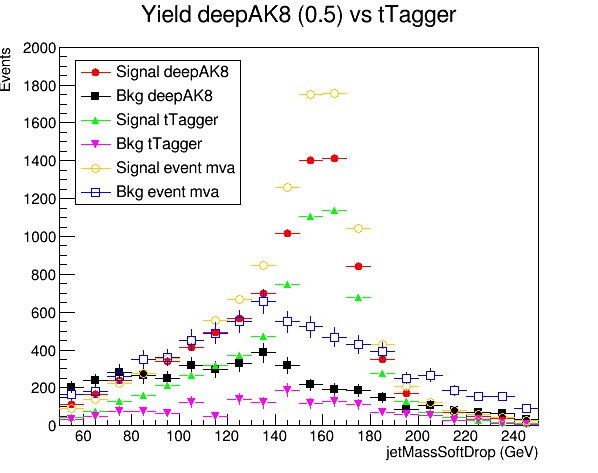 Yield deepAK8 (0.5) vs tTagger
Events
2000
1800
1600
1400
1200
1000
800
600
400
200
0
Signal deepAK8
Bkg deepAK8
Signal tTagger
Bkg tTagger
Signal event mva
Bkg event mva
60 80 100 120 140 160 180 200 220 240
jetMassSoftDrop (GeV)